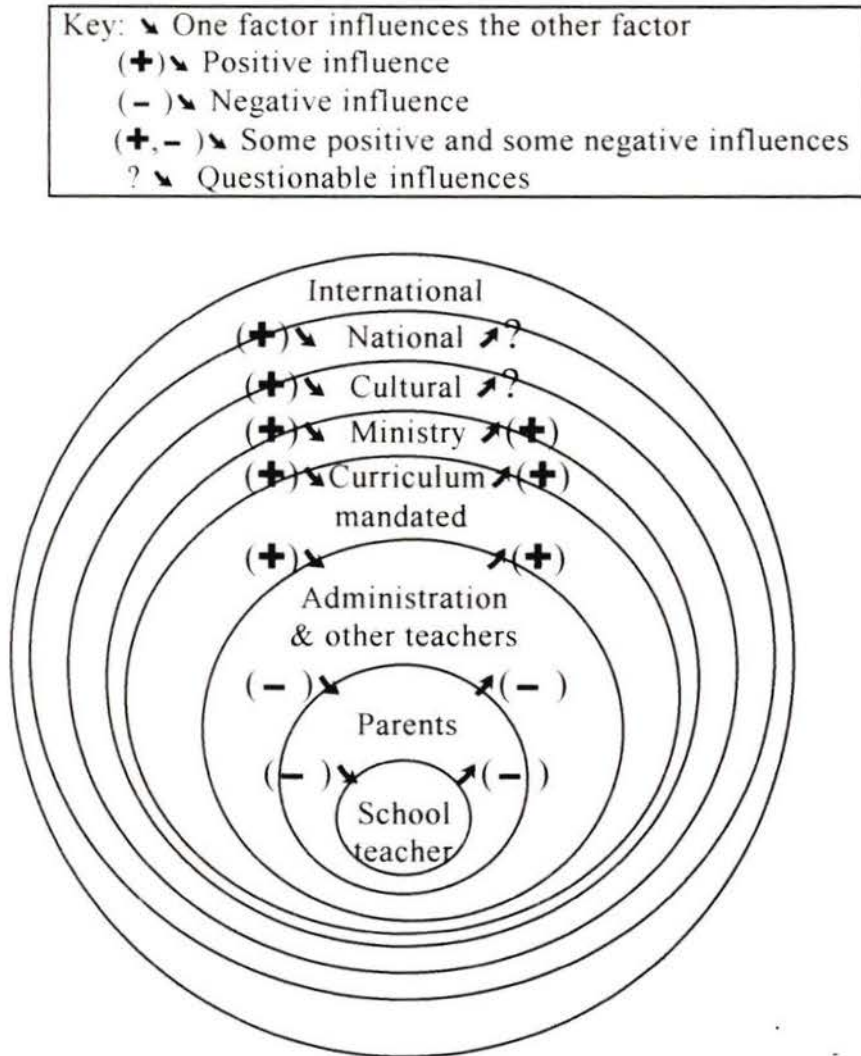 Key: ➘ One factor influences the other factor
(+)➘ Positive influence
(-)➘ Negative influence
(+,-)➘ Some positive and some negative influences
? ➘ Questionable influences
International
(+)➘ National ➚?
(+)➘ Cultural ➚?
(+)➘ Ministry ➚(+)
(+)➘ Curriculum ➚(+)
mandated
(+)➘ ➚(+)
Administration
& other teachers
(-)➘ ➚(-)
Parents
(-)➘ ➚(-)
School
teacher